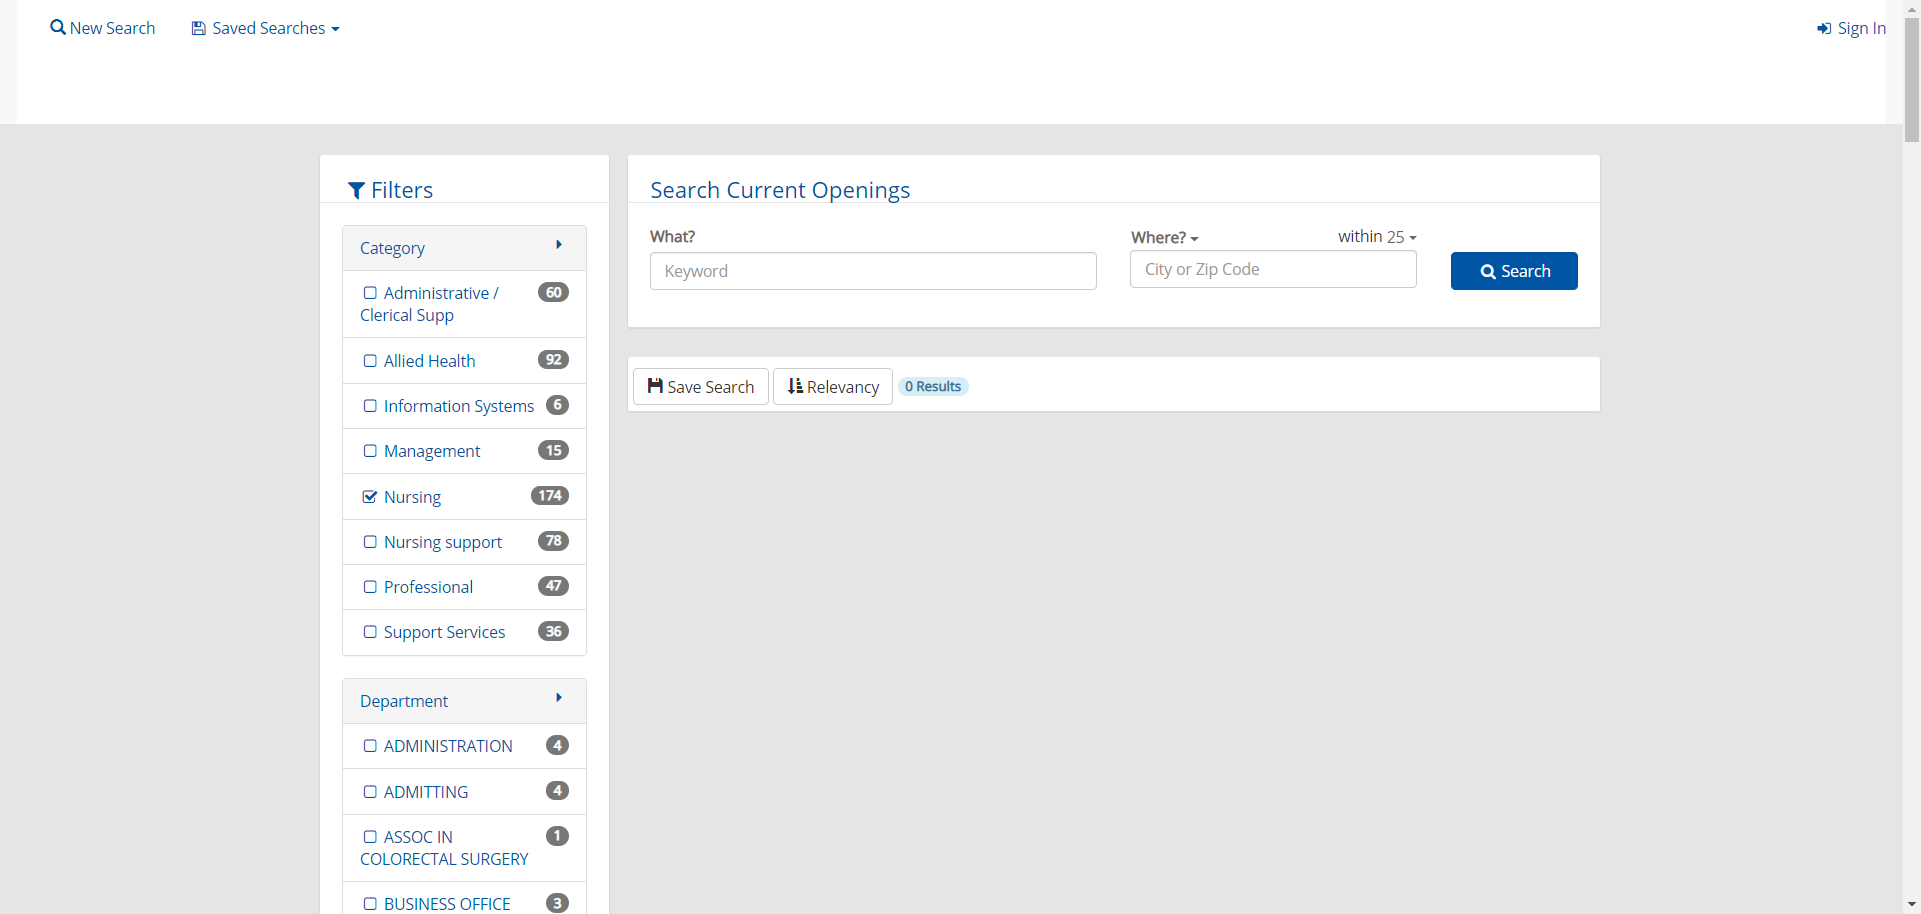 New Search
Saved Searches
Sign In
Filters
Category
Administrative / 60
Clerical Supp
Allied Health 92
Information Systems 6
Management 15
Nursing 174
Nursing support 78
Professional 47
Support Services 36
Department
ADMINISTRATION 4
ADMITTING 4
ASSOC IN 1
COLORECTAL SURGERY
BUSINESS OFFICE 3
Search Current Openings
What?
Keyword
Where?
within 25
City or Zip Code
Search
Save Search
Relevancy
0 Results